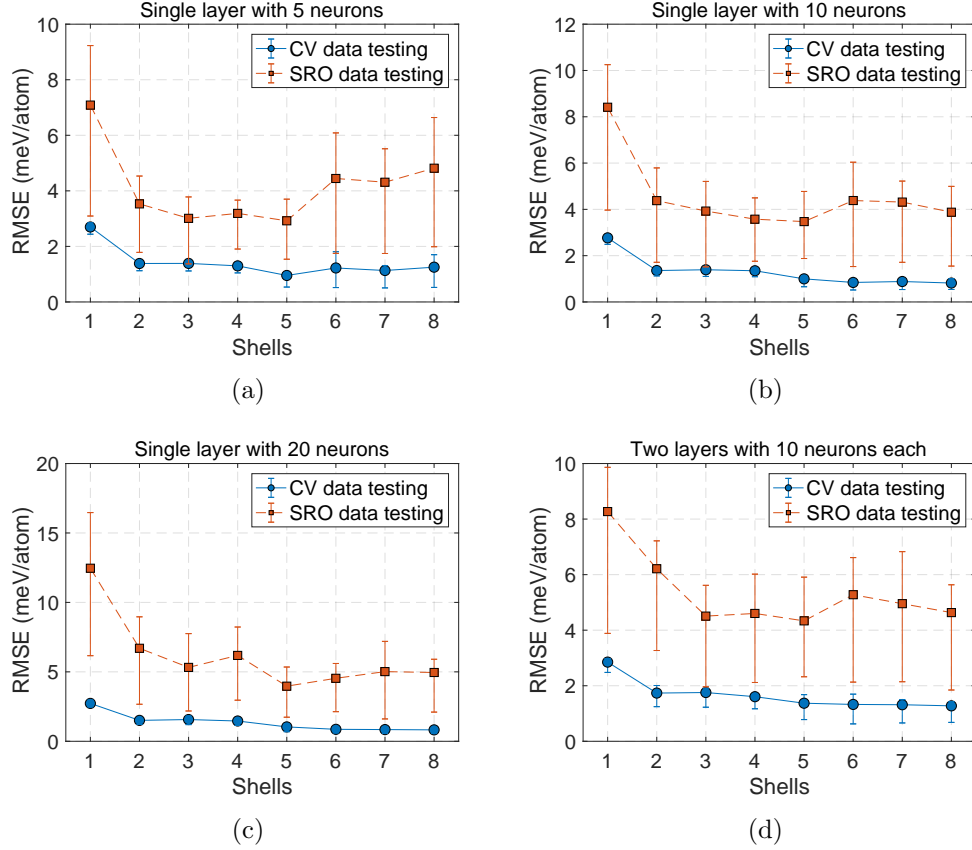 Single layer with 5 neurons
10
8
6
4
2
0
RMSE (meV/atom)
CV data testing
SRO data testing
1 2 3 4 5 6 7 8
Shells
(a)
Single layer with 10 neurons
12
10
8
6
4
2
0
RMSE (meV/atom)
CV data testing
SRO data testing
1 2 3 4 5 6 7 8
Shells
(b)
Single layer with 20 neurons
20
15
10
5
0
RMSE (meV/atom)
CV data testing
SRO data testing
1 2 3 4 5 6 7 8
Shells
(c)
Two layers with 10 neurons each
10
8
6
4
2
0
RMSE (meV/atom)
CV data testing
SRO data testing
1 2 3 4 5 6 7 8
Shells
(d)